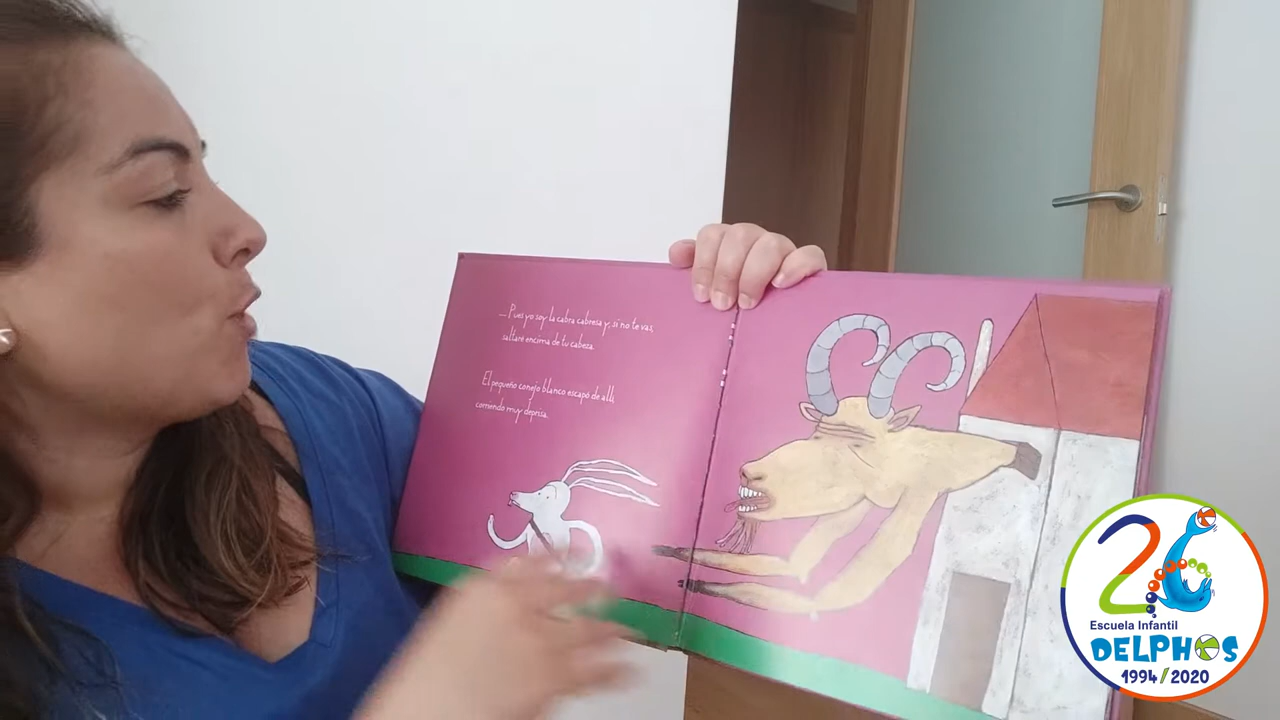 — Pues yo soy la cabra cabresa y, si no te vas,
saltaré encima de tu cabeza.
El pequeño conejo blanco escapó de allí
corriendo muy deprisa.
26
Escuela Infantil
DELPHOS
1994/2020